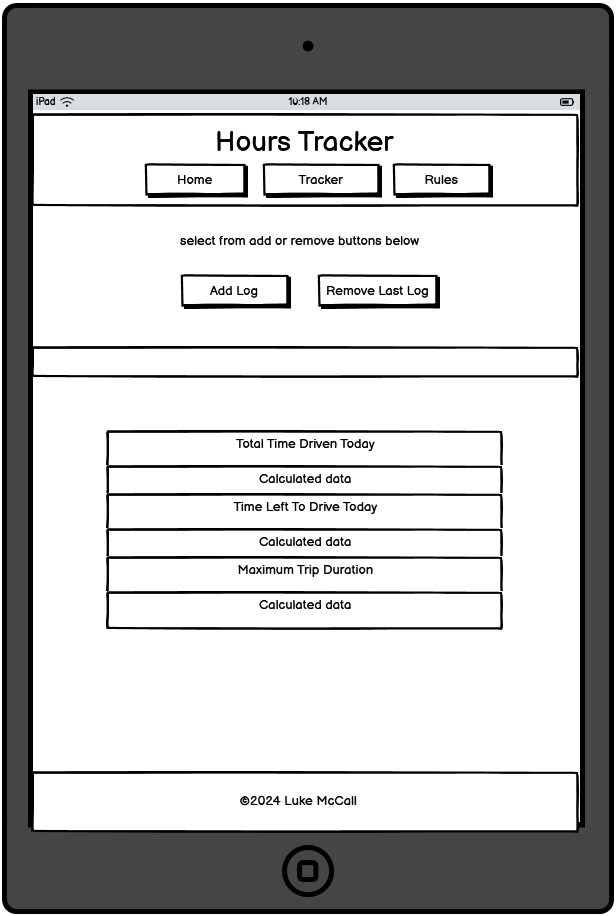 iPad
10:18 AM
Hours Tracker
Home
Tracker
Rules
select from add or remove buttons below
Add Log
Remove Last Log
Total Time Driven Today
Calculated data
Time Left To Drive Today
Calculated data
Maximum Trip Duration
Calculated data
©2024 Luke McCall